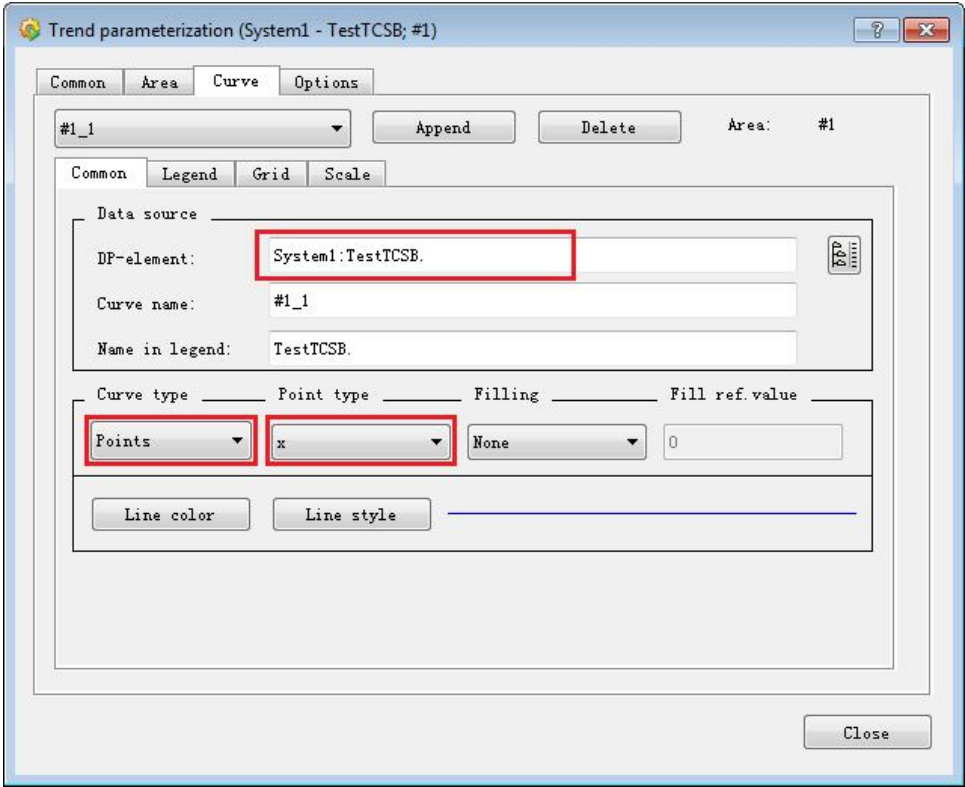 Trend parameterization (System1 - TestTCSB; #1)
Common Area Curve Options
#1_1 Append Delete Area: #1
Common Legend Grid Scale
Data source
DP-element: System1:TestTCSB.
Curve name: #1_1
Name in legend: TestTCSB.
Curve type Point type Filling Fill ref.value
Points x None 0
Line color Line style
Close